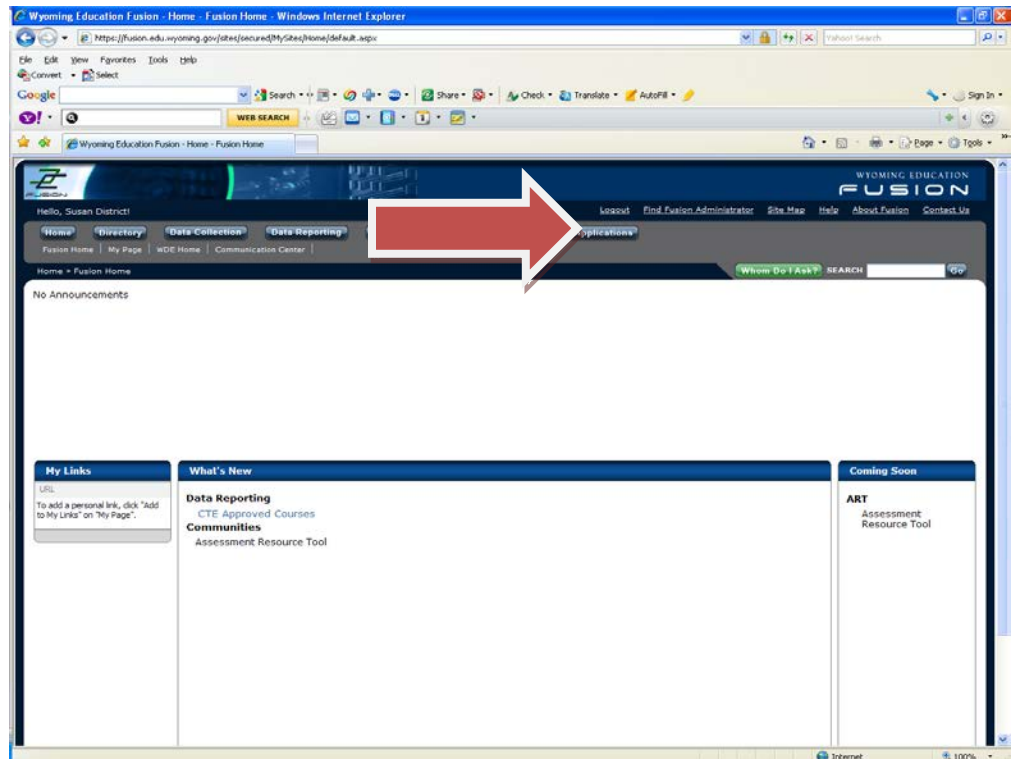 Wyoming Education Fusion - Home - Fusion Home - Windows Internet Explorer
https://fusion.edu.wyoming.gov/sites/secured/MySites/Home/default.aspx
Yahoo! Search
File Edit View Favorites Tools Help
Convert Select
Google Search Share Check Translate AutoFill Sign In
WEB SEARCH
Wyoming Education Fusion - Home - Fusion Home
Page Tools
FUSION
WYOMING EDUCATION
FUSION
Hello, Susan District!
Logout Find Fusion Administrator Site Map Help About Fusion Contact Us
Home Directory Data Collection Data Reporting pplications
Fusion Home | My Page | WDE Home | Communication Center |
Home » Fusion Home
Whom Do I Ask? SEARCH Go
No Announcements
My Links
URL
To add a personal link, click "Add
to My Links" on "My Page".
What's New
Data Reporting
CTE Approved Courses
Communities
Assessment Resource Tool
Coming Soon
ART
Assessment
Resource Tool
Internet 100%